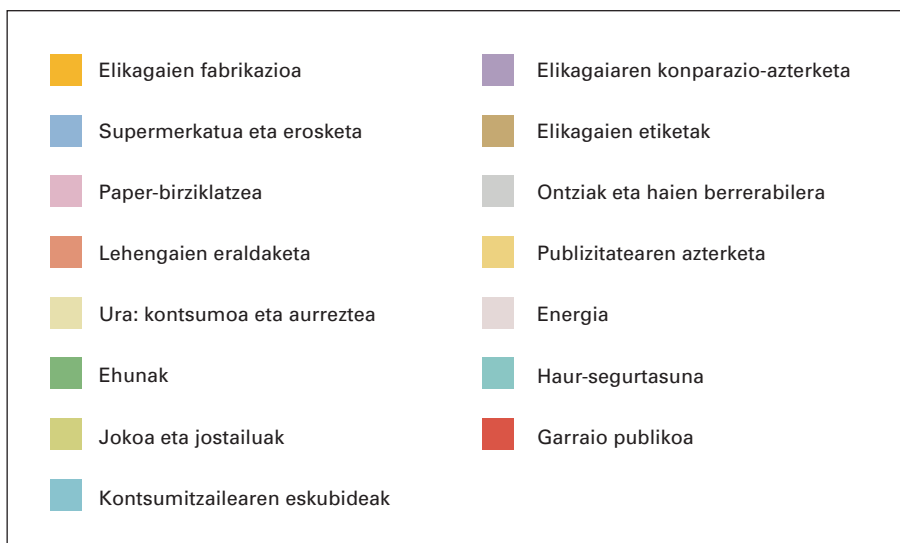 Elikagaien fabrikazioa
Supermerkatua eta erosketa
Paper-birziklatzea
Lehengaien eraldaketa
Ura: kontsumoa eta aurreztea
Ehunak
Jokoa eta jostailuak
Kontsumitzailearen eskubideak
Elikagaiaren konparazio-azterketa
Elikagaien etiketak
Ontziak eta haien berrerabilera
Publizitatearen azterketa
Energia
Haur-segurtasuna
Garraio publikoa